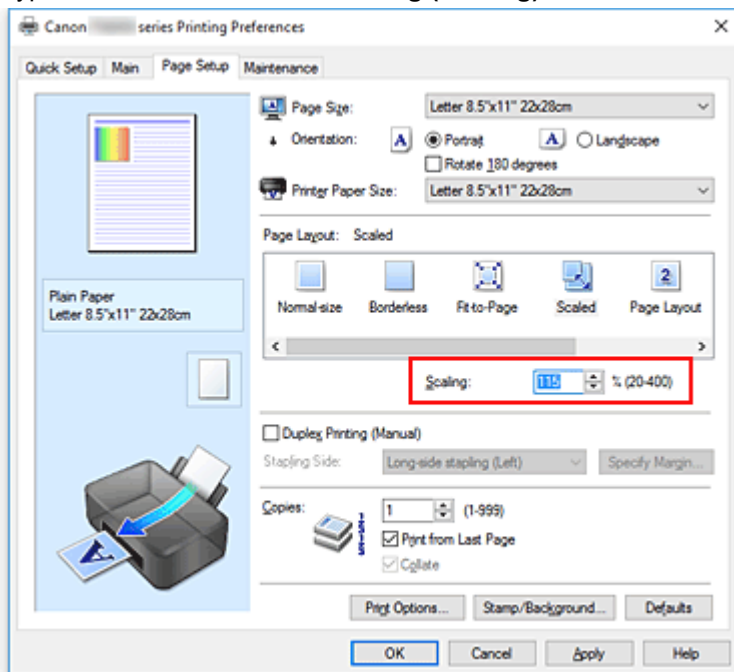 Canon series Printing Preferences
Quick Setup Main Page Setup Maintenance
Page Size: Letter 8.5"x11" 22x28cm
Orientation: A Portrait A Landscape
Rotate 180 degrees
Printer Paper Size: Letter 8.5"x11" 22x28cm
Page Layout: Scaled
Normal-size Borderless Fit-to-Page Scaled Page Layout
Plain Paper
Letter 8.5"x11" 22x28cm
Scaling: 115 % (20-400)
Duplex Printing (Manual)
Stapling Side: Long-side stapling (Left) Specify Margin...
Copies: 1 (1-999)
Print from Last Page
Collate
Print Options... Stamp/Background... Defaults
OK Cancel Apply Help